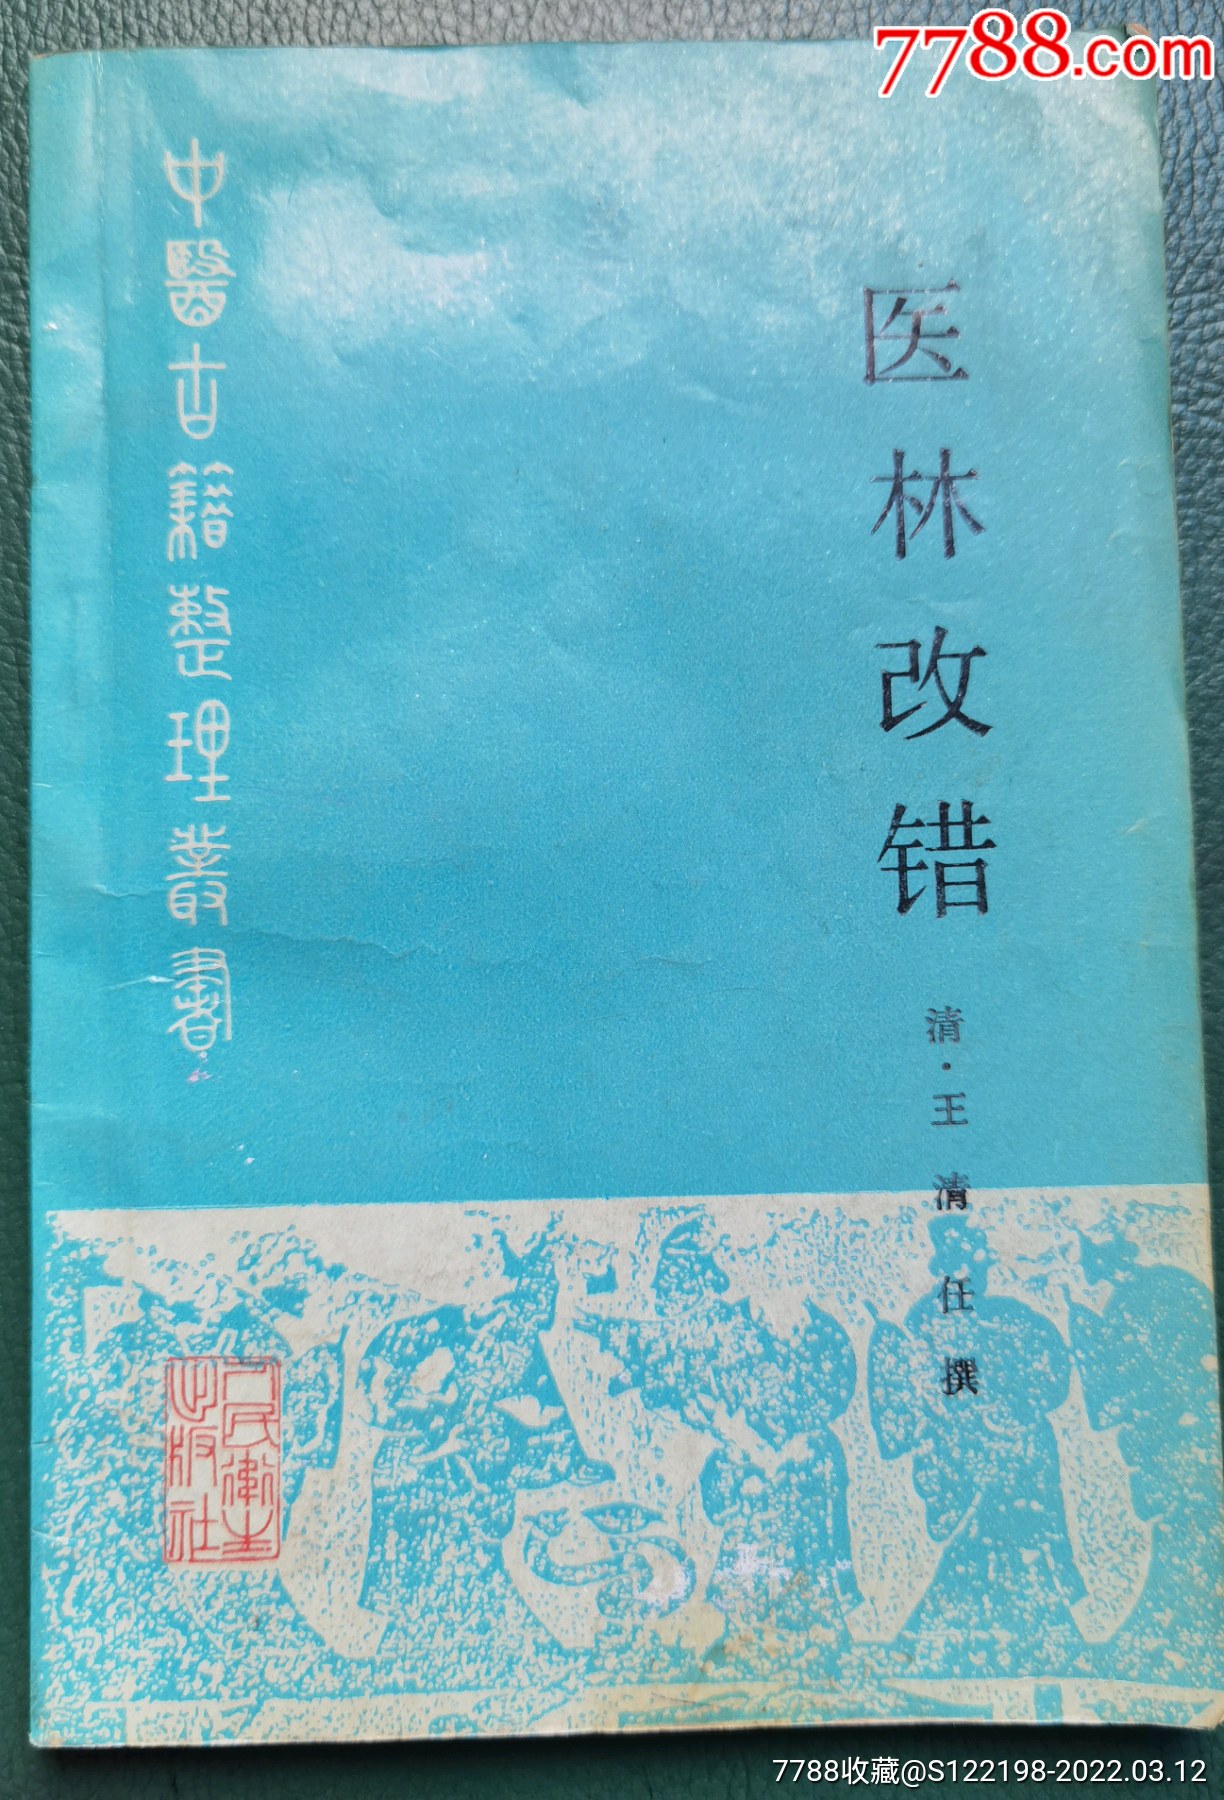 7788.com
医林改错
清·王清任撰
中醫古籍整理叢書
人民衛生
出版社
7788收藏@S122198-2022.03.12